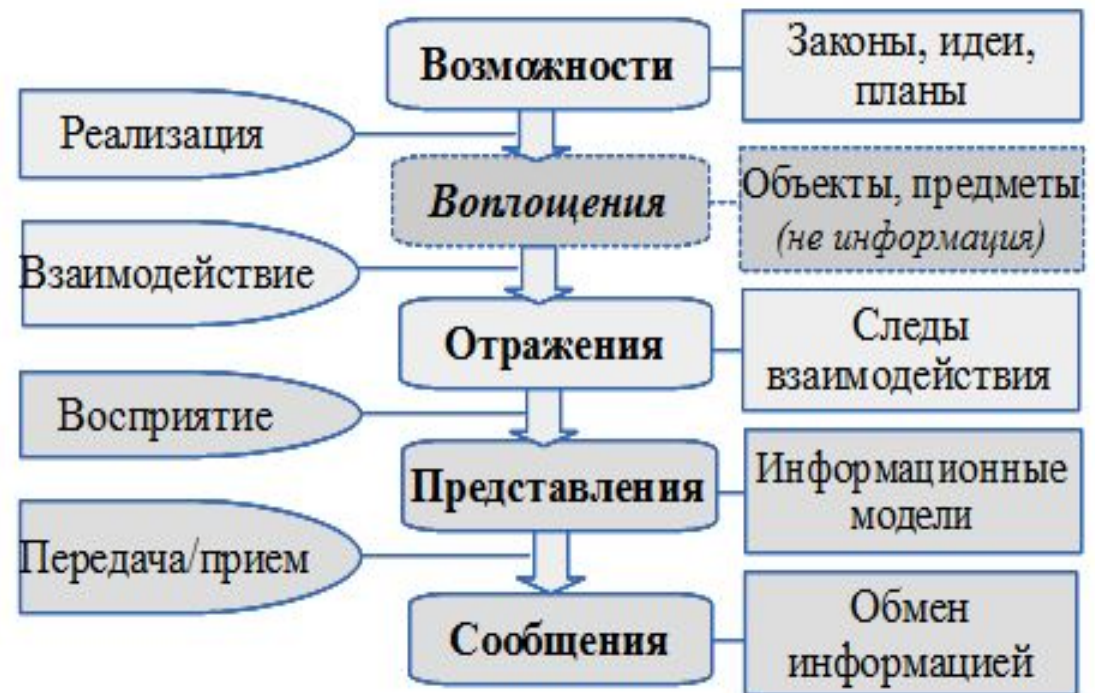 Возможности
Законы, идеи,
планы
Реализация
Воплощения
Объекты, предметы
(не информация)
Взаимодействие
Отражения
Следы
взаимодействия
Восприятие
Представления
Информационные
модели
Передача/прием
Сообщения
Обмен
информацией